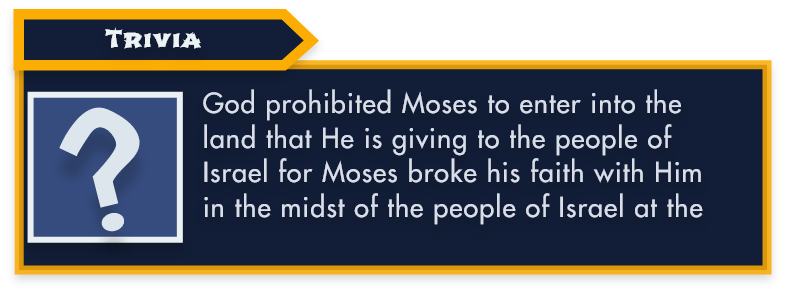 Trivia
God prohibited Moses to enter into the
land that He is giving to the people of
Israel for Moses broke his faith with Him
in the midst of the people of Israel at the